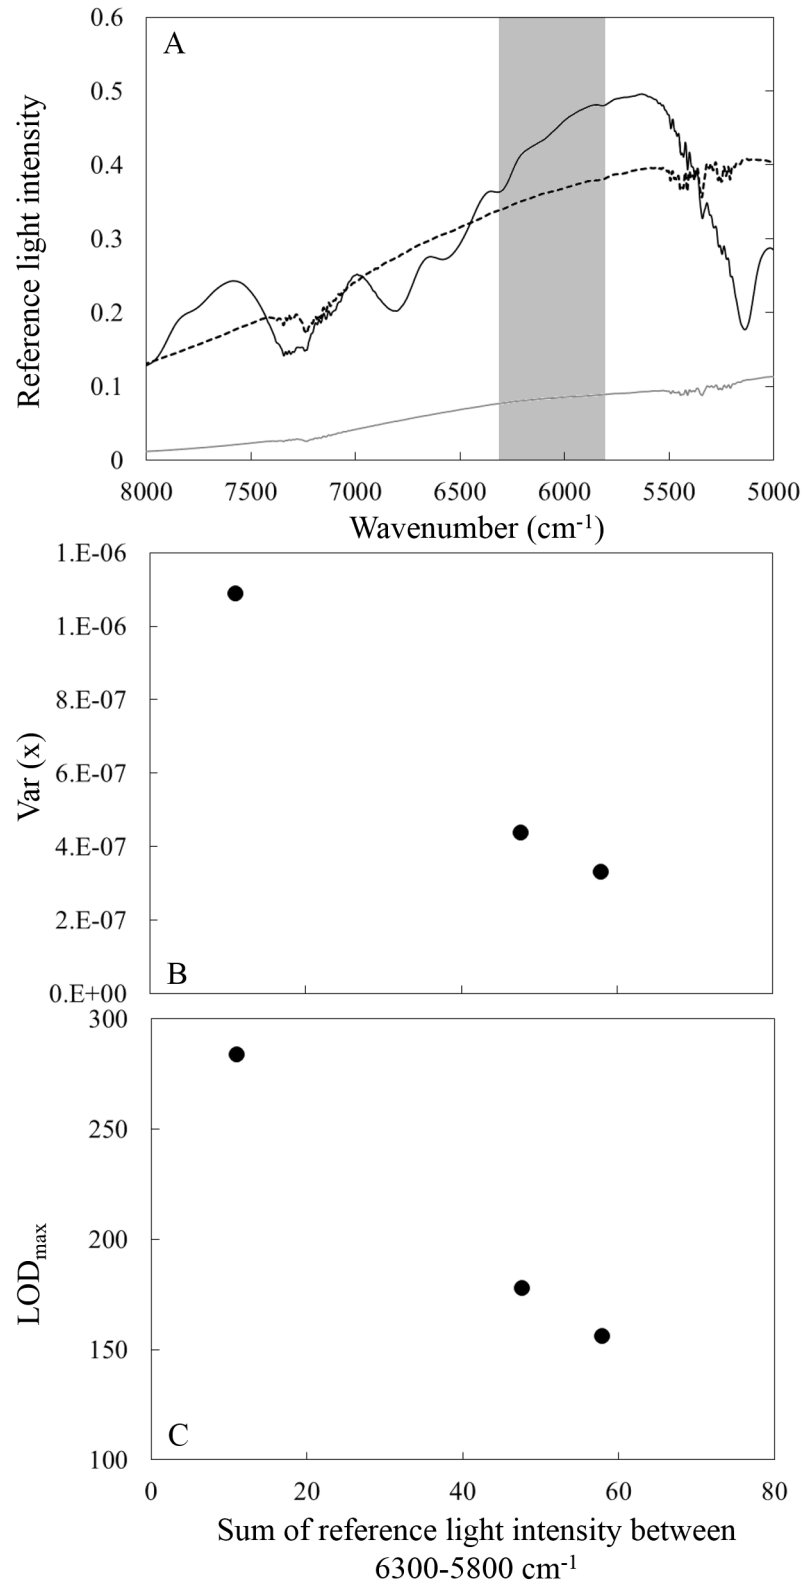 A
Reference light intensity
0.6
0.5
0.4
0.3
0.2
0.1
0
8000 7500 7000 6500 6000 5500 5000
Wavenumber (cm-1)
B
Var (x)
1.E-06
1.E-06
8.E-07
6.E-07
4.E-07
2.E-07
0.E+00
C
LODmax
300
250
200
150
100
0 20 40 60 80
Sum of reference light intensity between
6300-5800 cm-1